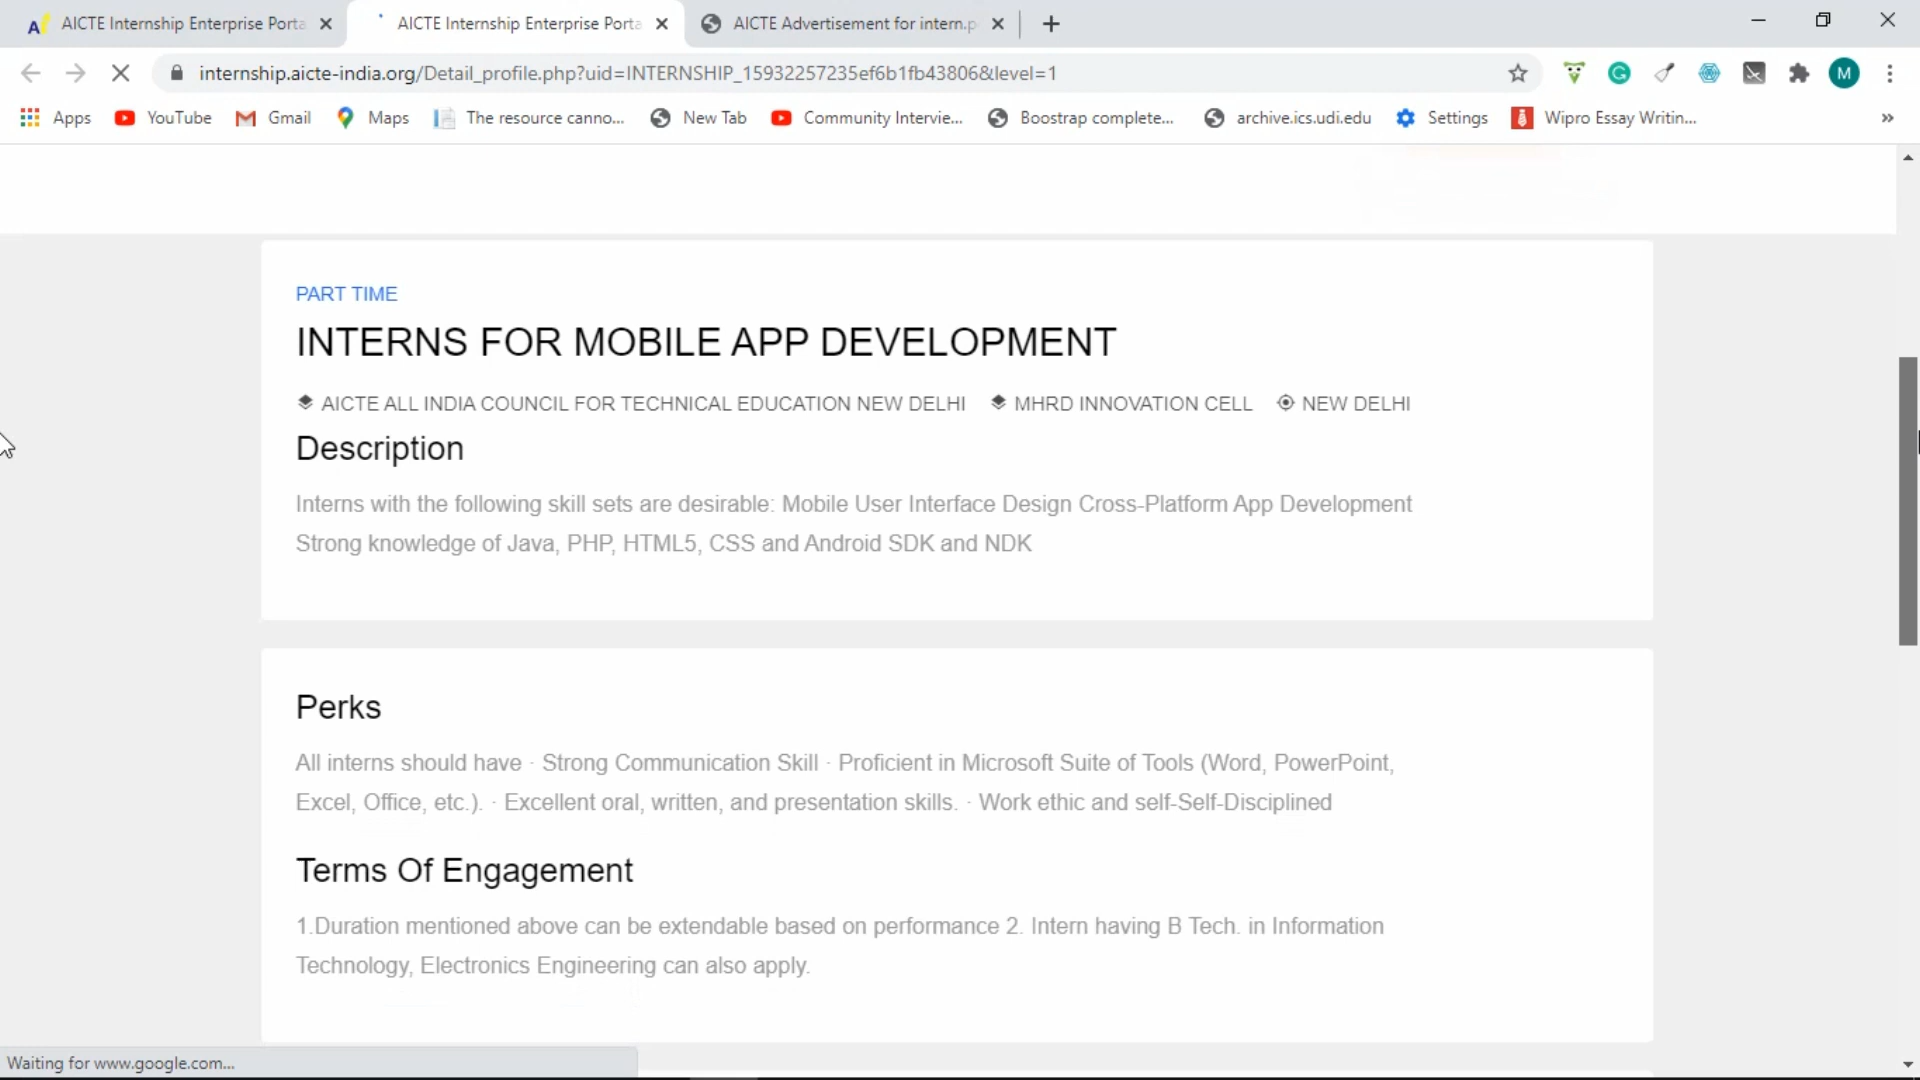 AICTE Internship Enterprise Porta
AICTE Internship Enterprise Porta
AICTE Advertisement for intern.p
internship.aicte-india.org/Detail_profile.php?uid=INTERNSHIP_15932257235ef6b1fb43806&level=1
M
Apps
YouTube
Gmail
Maps
The resource canno...
New Tab
Community Intervie...
Boostrap complete...
archive.ics.udi.edu
Settings
Wipro Essay Writin...
»
PART TIME
INTERNS FOR MOBILE APP DEVELOPMENT
AICTE ALL INDIA COUNCIL FOR TECHNICAL EDUCATION NEW DELHI MHRD INNOVATION CELL NEW DELHI
Description
Interns with the following skill sets are desirable: Mobile User Interface Design Cross-Platform App Development
Strong knowledge of Java, PHP, HTML5, CSS and Android SDK and NDK
Perks
All interns should have · Strong Communication Skill · Proficient in Microsoft Suite of Tools (Word, PowerPoint,
Excel, Office, etc.). · Excellent oral, written, and presentation skills. · Work ethic and self-Self-Disciplined
Terms Of Engagement
1.Duration mentioned above can be extendable based on performance 2. Intern having B Tech. in Information
Technology, Electronics Engineering can also apply.
Waiting for www.google.com...